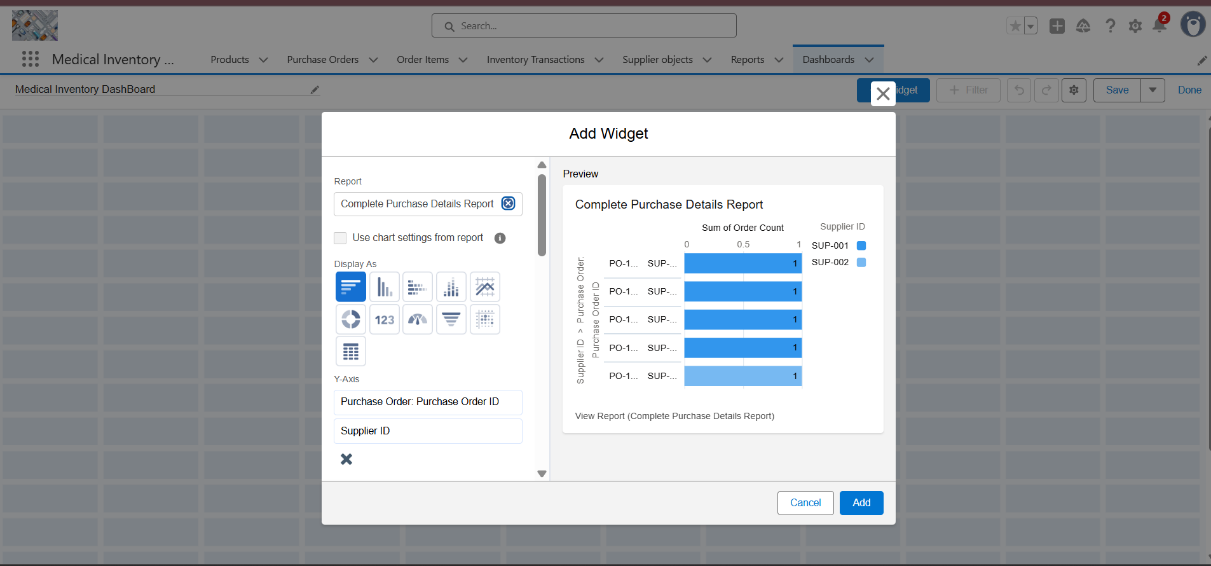 Search...
2
Medical Inventory ...
Products
Purchase Orders
Order Items
Inventory Transactions
Supplier objects
Reports
Dashboards
Medical Inventory DashBoard
Filter
Save
Done
Add Widget
Report
Complete Purchase Details Report
Use chart settings from report
Display As
123
Y-Axis
Purchase Order: Purchase Order ID
Supplier ID
Preview
Complete Purchase Details Report
Sum of Order Count
0 0.5 1
Supplier ID
SUP-001
SUP-002
Supplier ID > Purchase Order:
Purchase Order ID
PO-1... SUP-... 1
PO-1... SUP-... 1
PO-1... SUP-... 1
PO-1... SUP-... 1
PO-1... SUP-... 1
View Report (Complete Purchase Details Report)
Cancel
Add